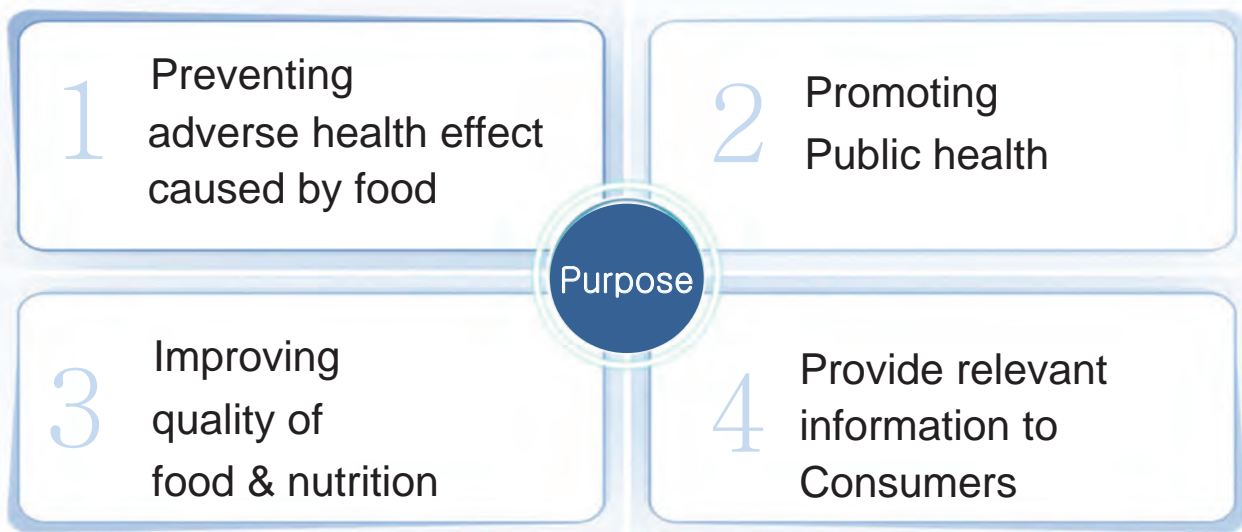 1
Preventing
adverse health effect
caused by food
2
Promoting
Public health
Purpose
3
Improving
quality of
food & nutrition
4
Provide relevant
information to
Consumers